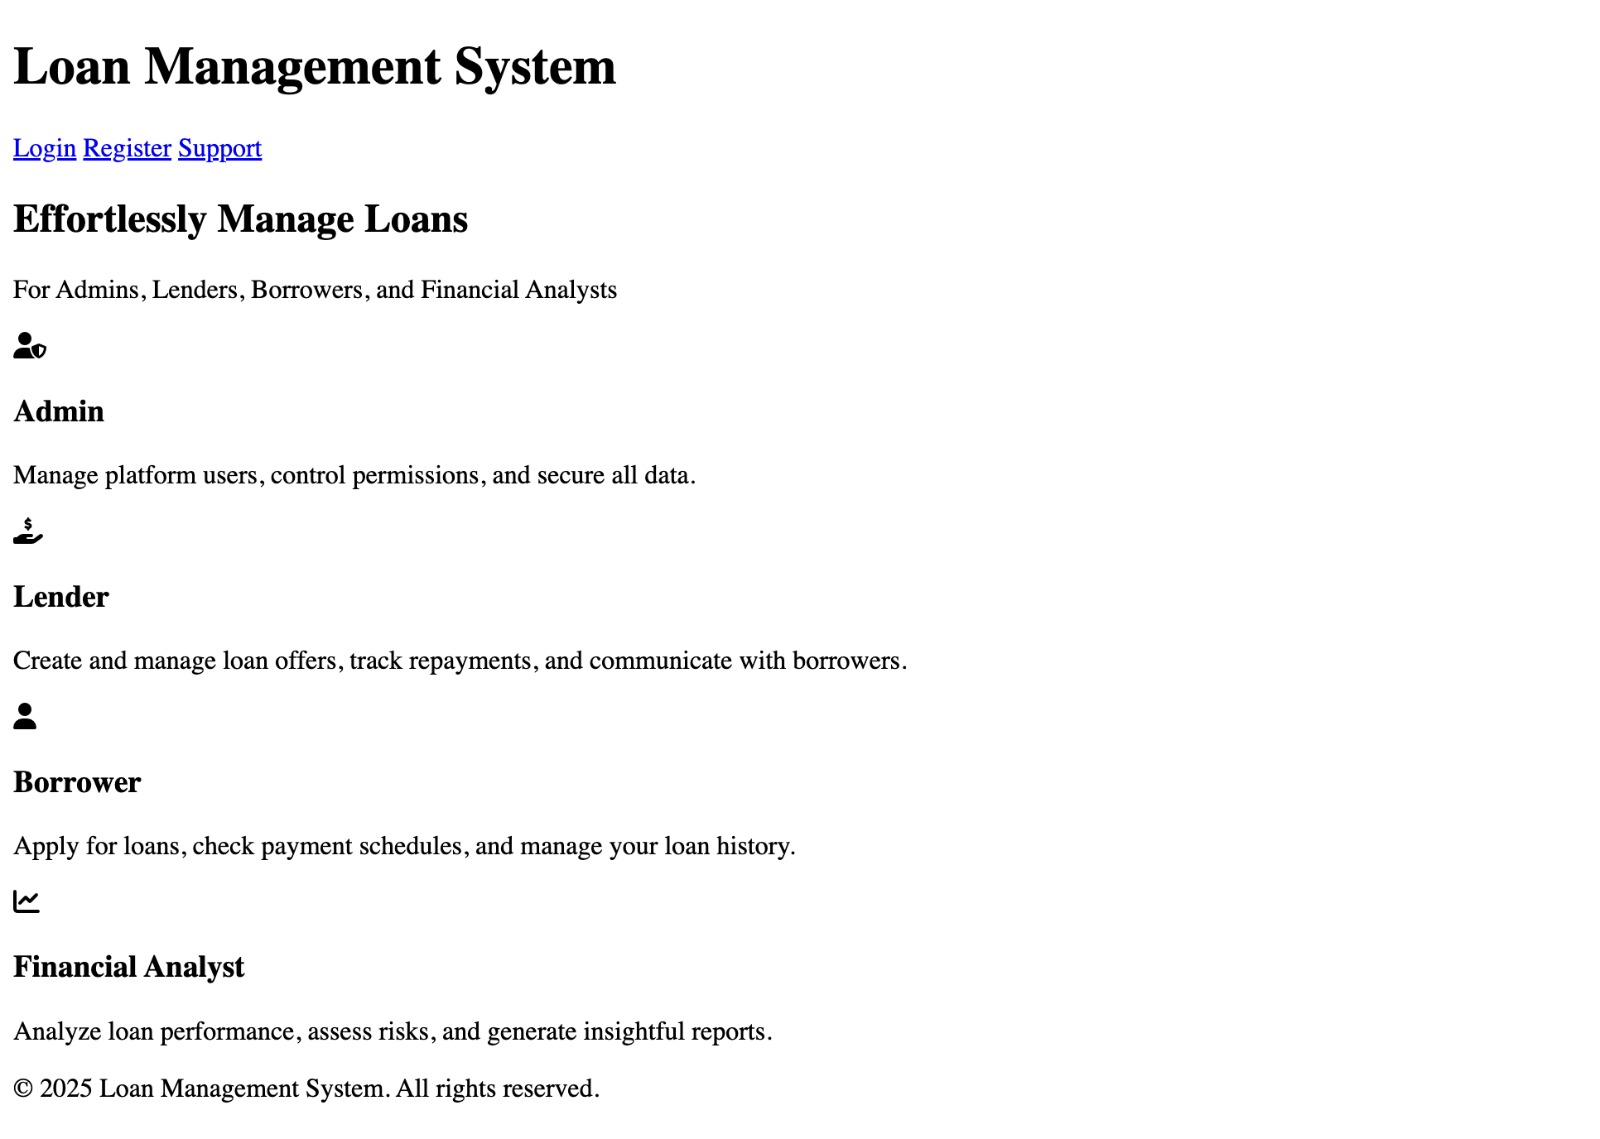 Loan Management System
Login Register Support
Effortlessly Manage Loans
For Admins, Lenders, Borrowers, and Financial Analysts
Admin
Manage platform users, control permissions, and secure all data.
$
Lender
Create and manage loan offers, track repayments, and communicate with borrowers.
Borrower
Apply for loans, check payment schedules, and manage your loan history.
Financial Analyst
Analyze loan performance, assess risks, and generate insightful reports.
© 2025 Loan Management System. All rights reserved.